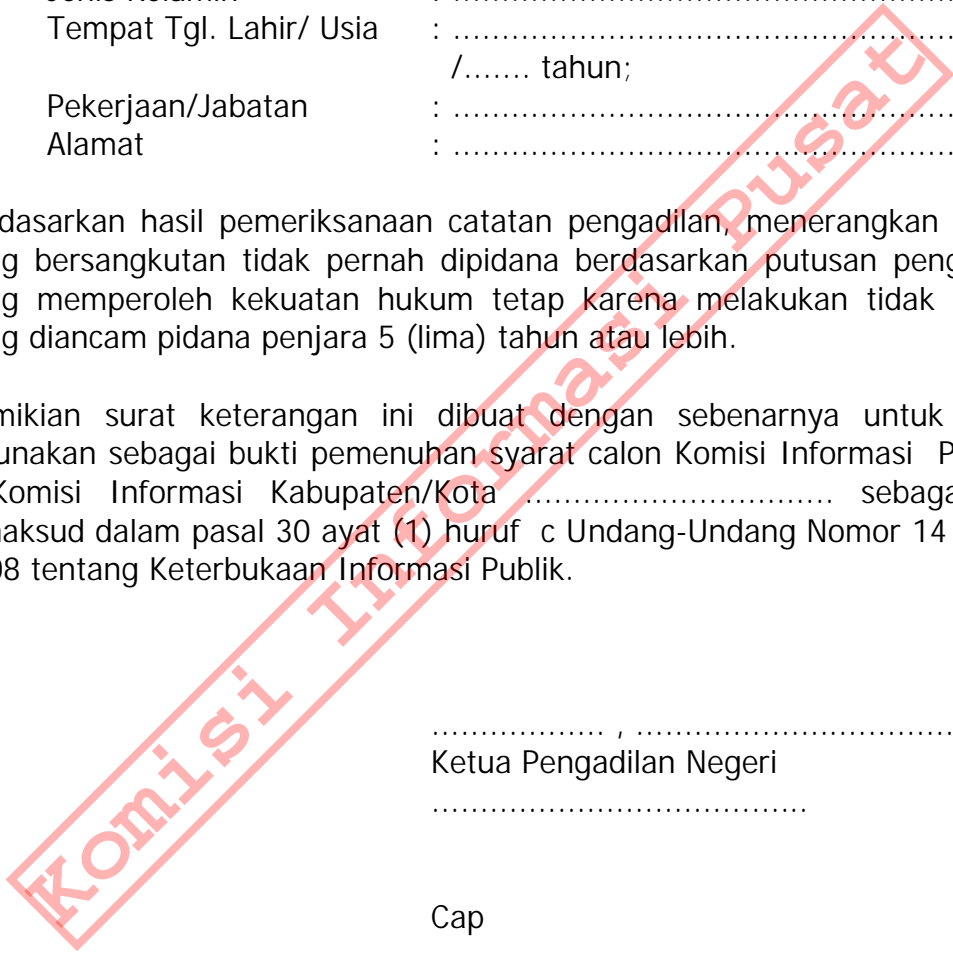 Tempat Tgl. Lahir/ Usia : ......................................................
/....... tahun;
Pekerjaan/Jabatan : ......................................................
Alamat : ......................................................
dasarkan hasil pemeriksanaan catatan pengadilan, menerangkan
g bersangkutan tidak pernah dipidana berdasarkan putusan peng
g memperoleh kekuatan hukum tetap karena melakukan tidak
g diancam pidana penjara 5 (lima) tahun atau lebih.
mikian surat keterangan ini dibuat dengan sebenarnya untuk
unakan sebagai bukti pemenuhan syarat calon Komisi Informasi P
Komisi Informasi Kabupaten/Kota ................................ sebaga
aksud dalam pasal 30 ayat (1) huruf c Undang-Undang Nomor 14
08 tentang Keterbukaan Informasi Publik.
.................. , .................................
Ketua Pengadilan Negeri
.......................................
Cap
Komisi Informasi Pusat